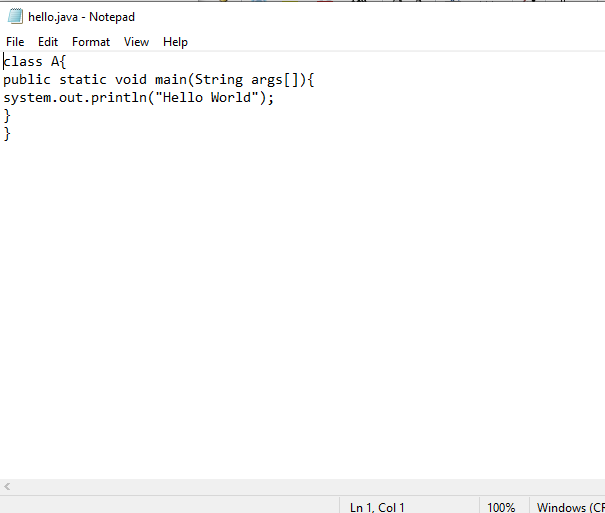 hello.java - Notepad
File Edit Format View Help
class A{
public static void main(String args[]){
system.out.println("Hello World");
}
}
Ln 1, Col 1 100% Windows (CR